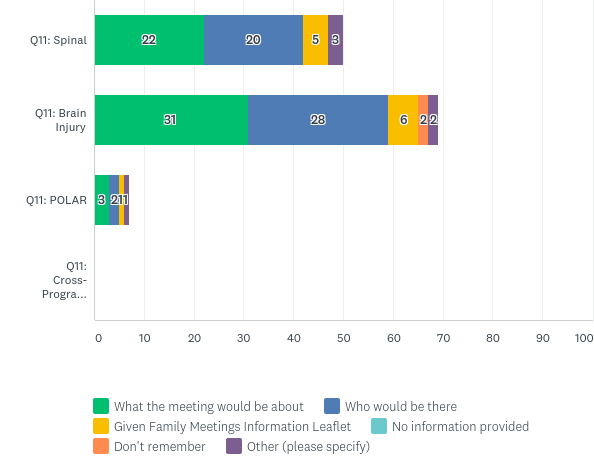 Q11: Spinal
22 20 5 3
Q11: Brain
Injury
31 28 6 2 2
Q11: POLAR
3 2 1 1
Q11:
Cross-
Progra...
0 10 20 30 40 50 60 70 80 90 100
What the meeting would be about Who would be there
Given Family Meetings Information Leaflet No information provided
Don't remember Other (please specify)